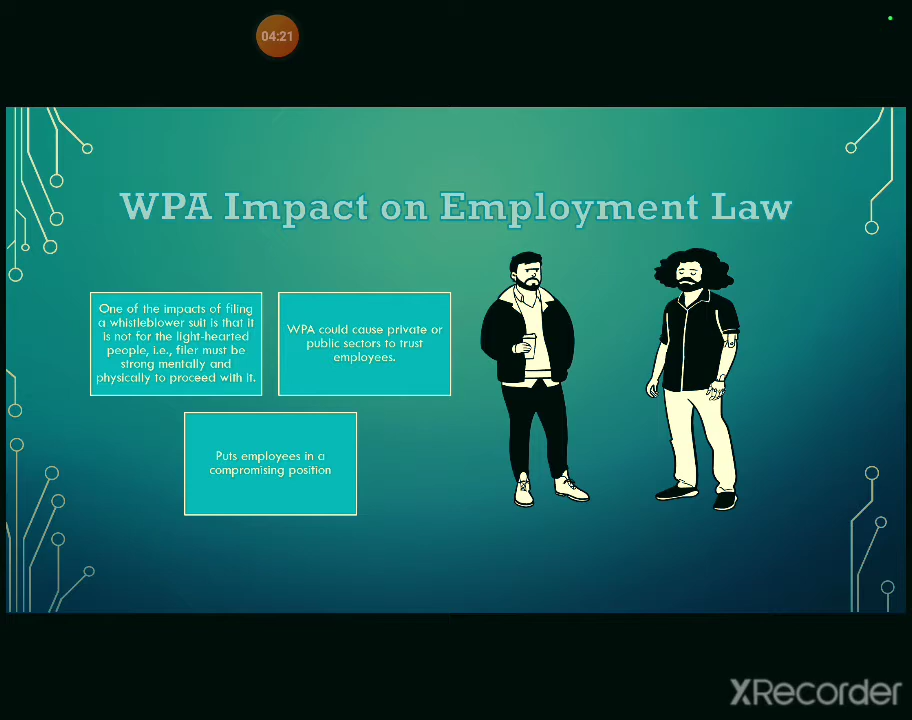 04:21
WPA Impact on Employment Law
One of the impacts of filing
a whistleblower suit is that it
is not for the light-hearted
people, i.e., filer must be
strong mentally and
physically to proceed with it.
WPA could cause private or
public sectors to trust
employees.
Puts employees in a
compromising position
XRecorder